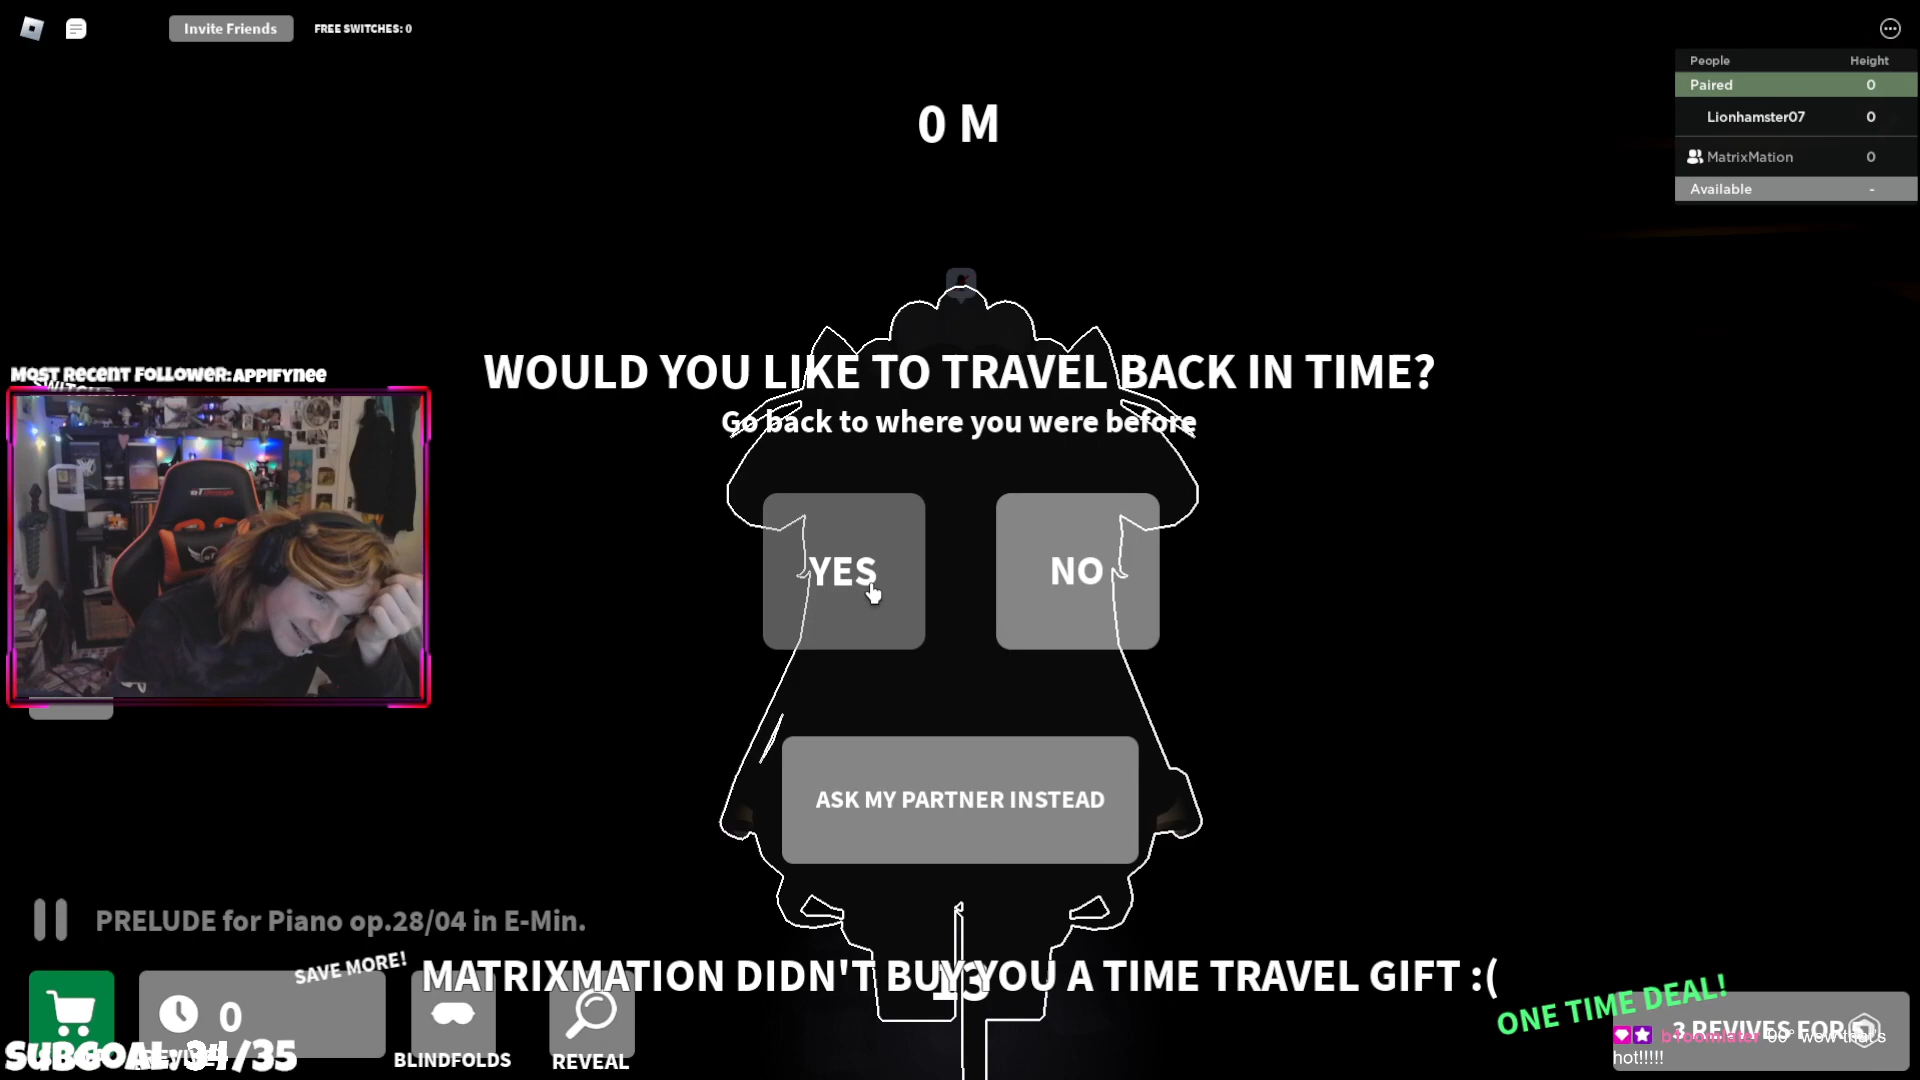 Invite Friends
FREE SWITCHES: 0
People Height
Paired 0
Lionhamster07 0
MatrixMation 0
Available -
0 M
WOULD YOU LIKE TO TRAVEL BACK IN TIME?
Go back to where you were before
MOST RECENT FOLLOWER:APPIFYNEE
YES
NO
ASK MY PARTNER INSTEAD
PRELUDE for Piano op.28/04 in E-Min.
SAVE MORE!
MATRIXMATION DIDN'T BUY YOU A TIME TRAVEL GIFT :(
13
0
ONE TIME DEAL!
3 REVIVES FOR
wow that's
hot!!!!!
SUBGOAL: 34/35
BLINDFOLDS
REVEAL